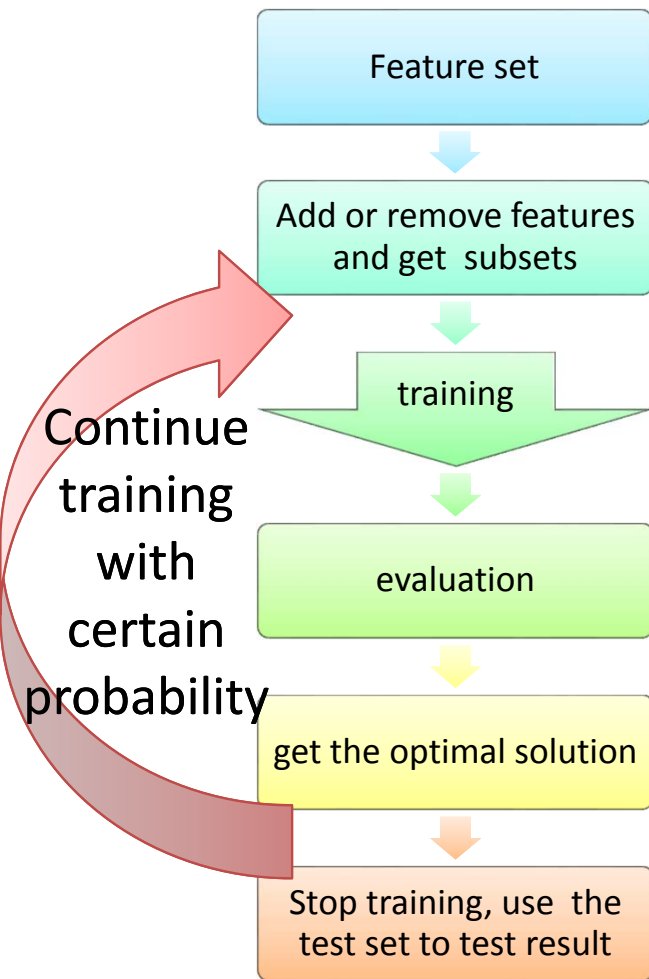 Feature set
Add or remove features
and get subsets
training
Continue
training
with
certain
probability
evaluation
get the optimal solution
Stop training, use the
test set to test result